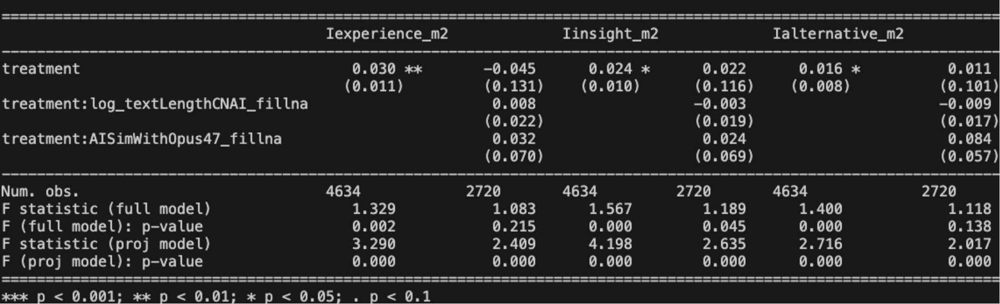 Iexperience_m2 Iinsight_m2 Ialternative_m2
treatment 0.030 ** −0.045 0.024 * 0.022 0.016 * 0.011
(0.011) (0.131) (0.010) (0.116) (0.008) (0.101)
treatment:log_textLengthCNAI_fillna 0.008 −0.003 −0.009
(0.022) (0.019) (0.017)
treatment:AISimWithOpus47_fillna 0.032 0.024 0.084
(0.070) (0.069) (0.057)
Num. obs. 4634 2720 4634 2720 4634 2720
F statistic (full model) 1.329 1.083 1.567 1.189 1.400 1.118
F (full model): p−value 0.002 0.215 0.000 0.045 0.000 0.138
F statistic (proj model) 3.290 2.409 4.198 2.635 2.716 2.017
F (proj model): p−value 0.000 0.000 0.000 0.000 0.000 0.000
*** p < 0.001; ** p < 0.01; * p < 0.05; . p < 0.1